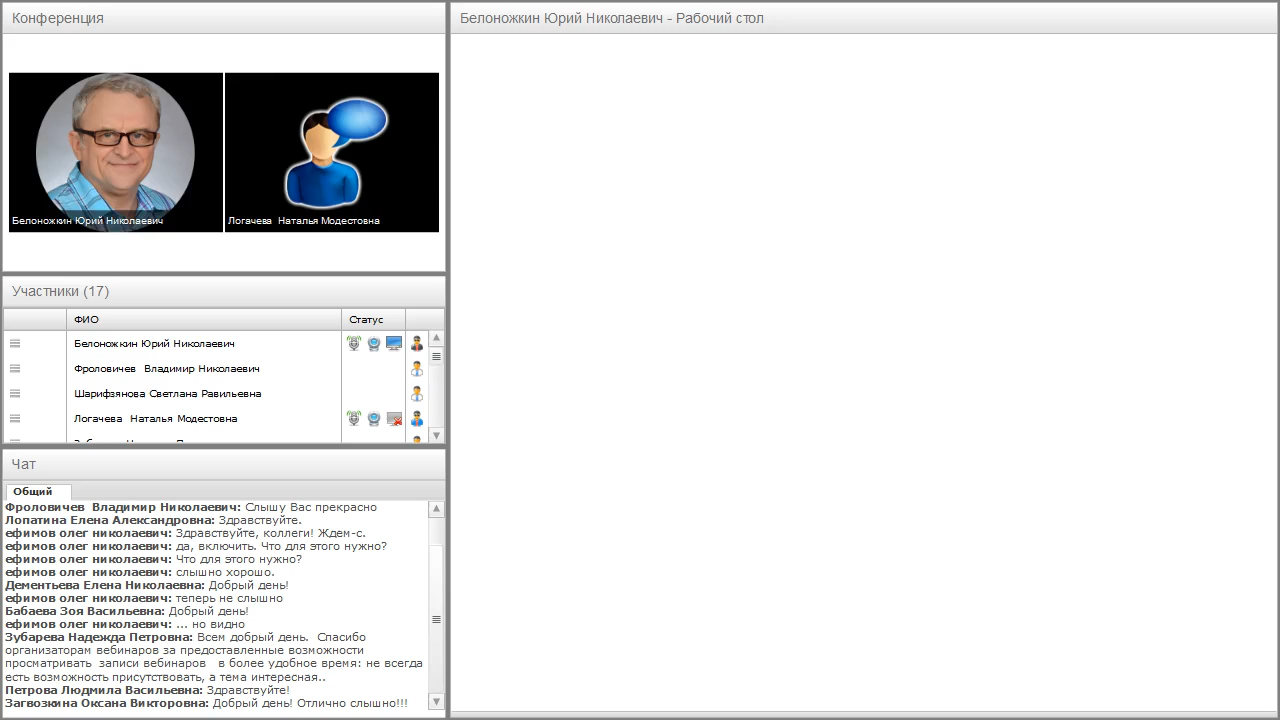 Конференция
Белоножкин Юрий Николаевич - Рабочий стол
Белоножкин Юрий Николаевич
Логачева  Наталья Модестовна
Участники (17)
ФИО
Статус
Белоножкин Юрий Николаевич
Фроловичев  Владимир Николаевич
Шарифзянова Светлана Равильевна
Логачева  Наталья Модестовна
Чат
Общий
Фроловичев  Владимир Николаевич: Слышу Вас прекрасно
Лопатина Елена Александровна: Здравствуйте.
ефимов олег николаевич: Здравствуйте, коллеги! Ждем-с.
ефимов олег николаевич: да, включить. Что для этого нужно?
ефимов олег николаевич: Что для этого нужно?
ефимов олег николаевич: слышно хорошо.
Дементьева Елена Николаевна: Добрый день!
ефимов олег николаевич: теперь не слышно
Бабаева Зоя Васильевна: Добрый день!
ефимов олег николаевич: ... но видно
Зубарева Надежда Петровна: Всем добрый день.  Спасибо
организаторам вебинаров за предоставленные возможности
просматривать  записи вебинаров   в более удобное время: не всегда
есть возможность присутствовать, а тема интересная..
Петрова Людмила Васильевна: Здравствуйте!
Загвозкина Оксана Викторовна: Добрый день! Отлично слышно!!!